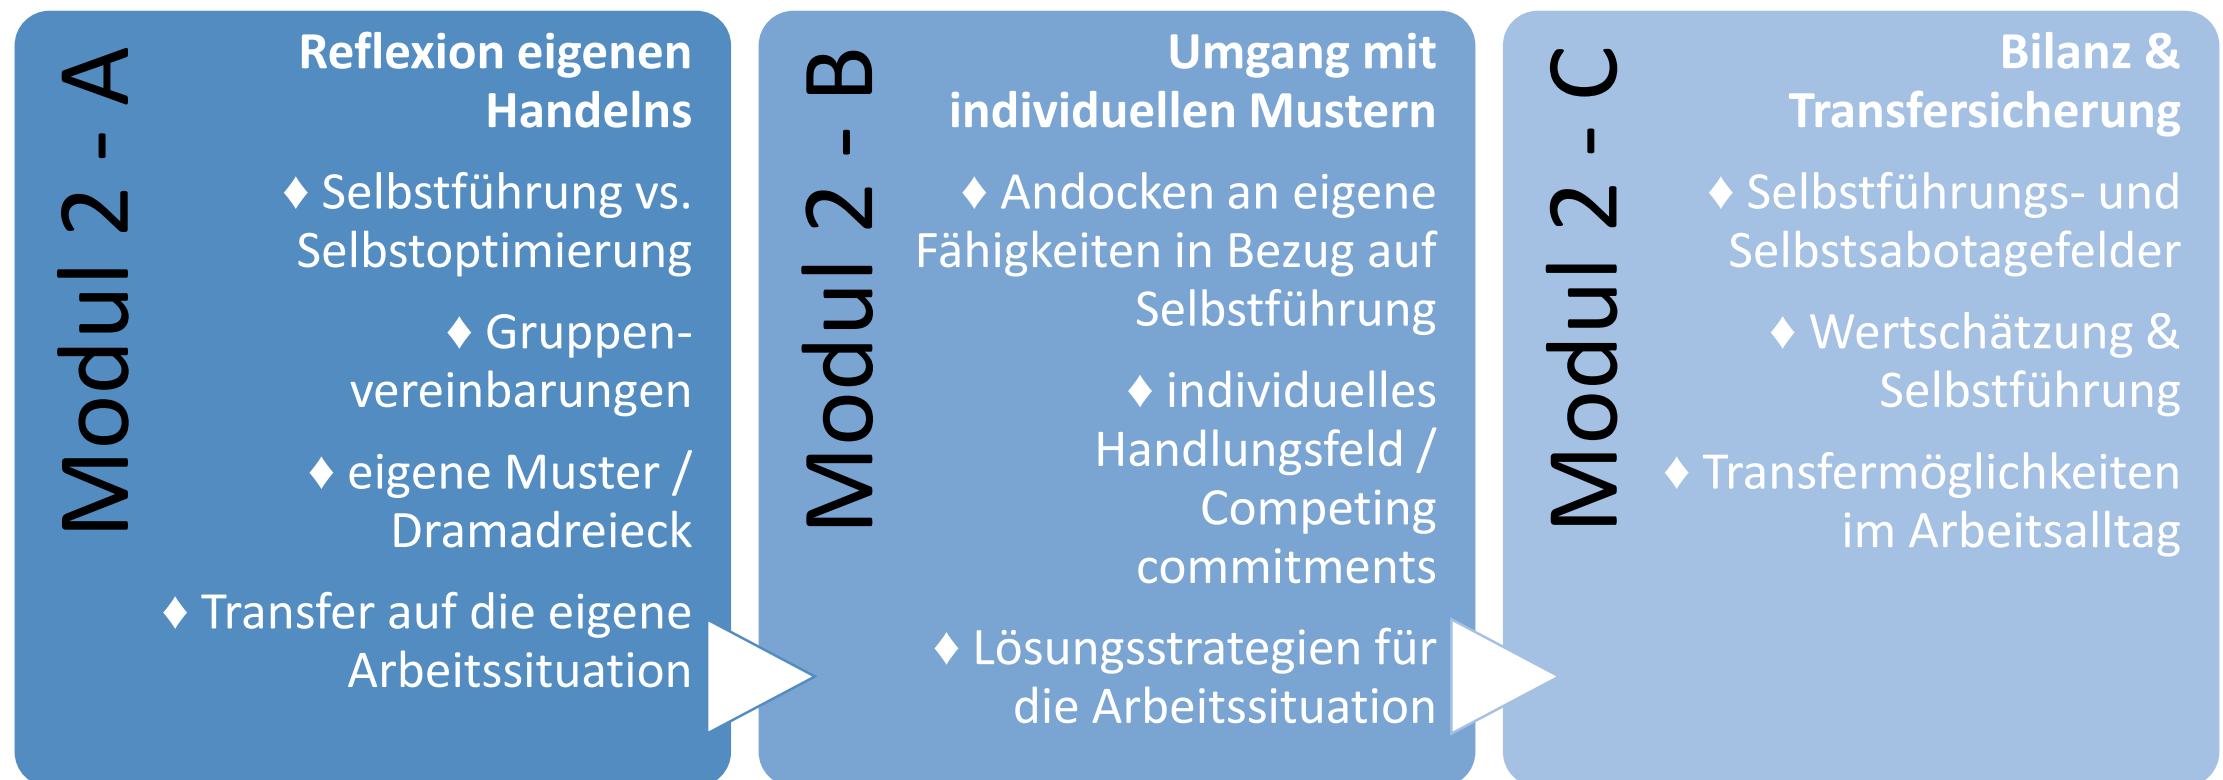 Modul 2 - A
Reflexion eigenen
Handelns
♦ Selbstführung vs.
Selbstoptimierung
♦ Gruppen-
vereinbarungen
♦ eigene Muster /
Dramadreieck
♦ Transfer auf die eigene
Arbeitssituation
Modul 2 - B
Umgang mit
individuellen Mustern
♦ Andocken an eigene
Fähigkeiten in Bezug auf
Selbstführung
♦ individuelles
Handlungsfeld /
Competing
commitments
♦ Lösungsstrategien für
die Arbeitssituation
Modul 2 - C
Bilanz &
Transfersicherung
♦ Selbstführungs- und
Selbstsabotagefelder
♦ Wertschätzung &
Selbstführung
♦ Transfermöglichkeiten
im Arbeitsalltag